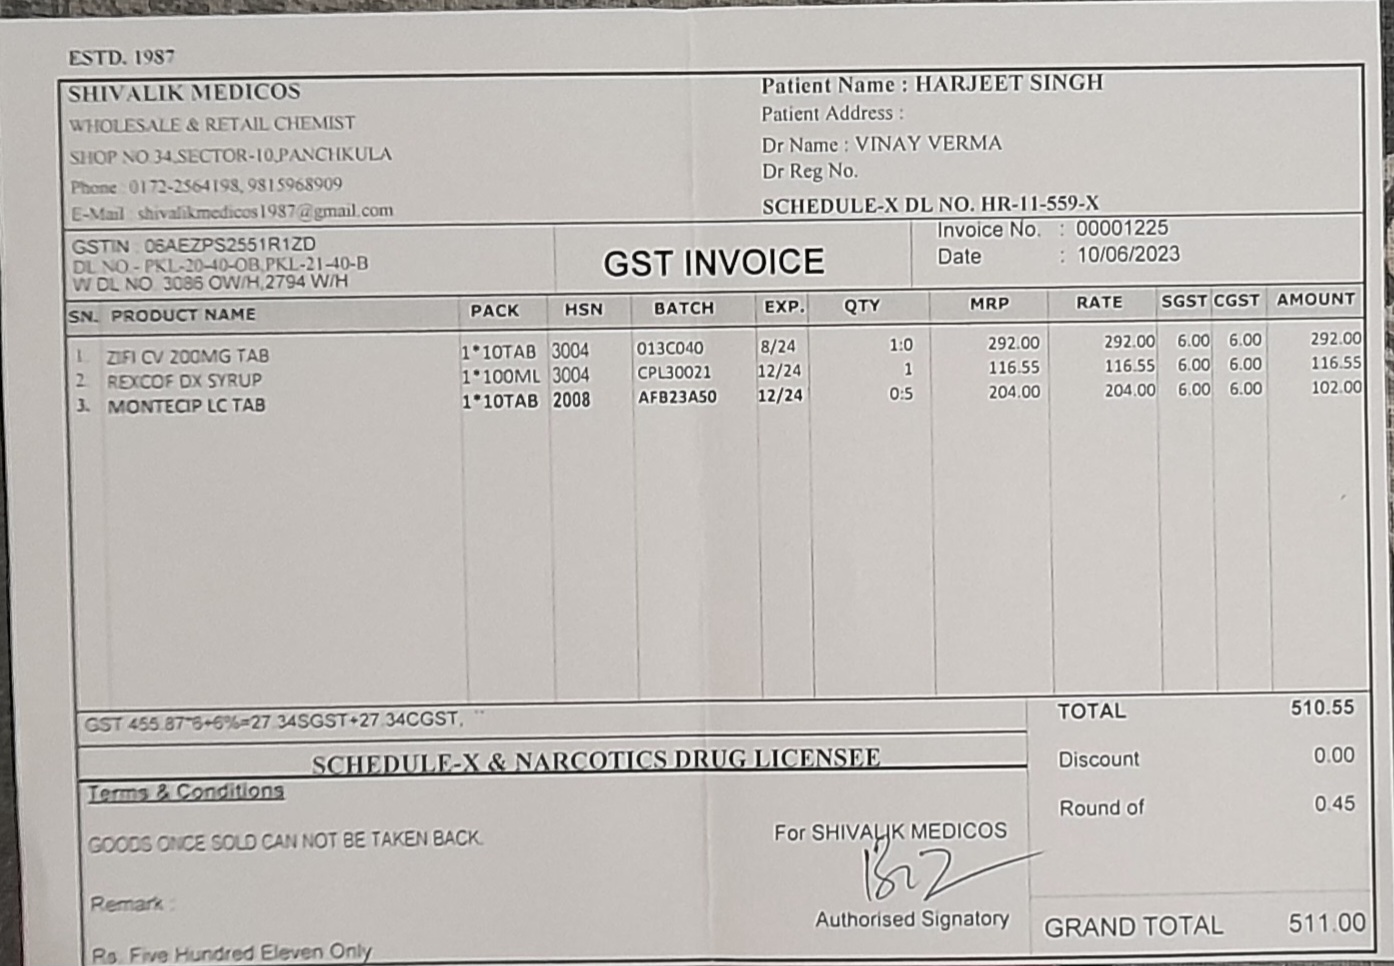 ESTD. 1987
SHIVALIK MEDICOS
WHOLESALE & RETAIL CHEMIST
SHOP NO 34,SECTOR-10,PANCHKULA
Phone : 0172-2564198, 9815968909
E-Mail : shivalikmedicos1987@gmail.com
Patient Name : HARJEET SINGH
Patient Address :
Dr Name : VINAY VERMA
Dr Reg No.
SCHEDULE-X DL NO. HR-11-559-X
GSTIN : 06AEZPS2551R1ZD
DL NO - PKL-20-40-OB,PKL-21-40-B
W DL NO. 3086 OW/H,2794 W/H
GST INVOICE
Invoice No. : 00001225
Date : 10/06/2023
SN. PRODUCT NAME PACK HSN BATCH EXP. QTY MRP RATE SGST CGST AMOUNT
1. ZIFI CV 200MG TAB 1*10TAB 3004 013C040 8/24 1:0 292.00 292.00 6.00 6.00 292.00
2. REXCOF DX SYRUP 1*100ML 3004 CPL30021 12/24 1 116.55 116.55 6.00 6.00 116.55
3. MONTECIP LC TAB 1*10TAB 2008 AFB23A50 12/24 0:5 204.00 204.00 6.00 6.00 102.00
GST 455.87*6+6%=27.34SGST+27.34CGST,
SCHEDULE-X & NARCOTICS DRUG LICENSEE
Terms & Conditions
GOODS ONCE SOLD CAN NOT BE TAKEN BACK.
Remark :
Rs. Five Hundred Eleven Only
For SHIVALIK MEDICOS
Authorised Signatory
TOTAL 510.55
Discount 0.00
Round of 0.45
GRAND TOTAL 511.00